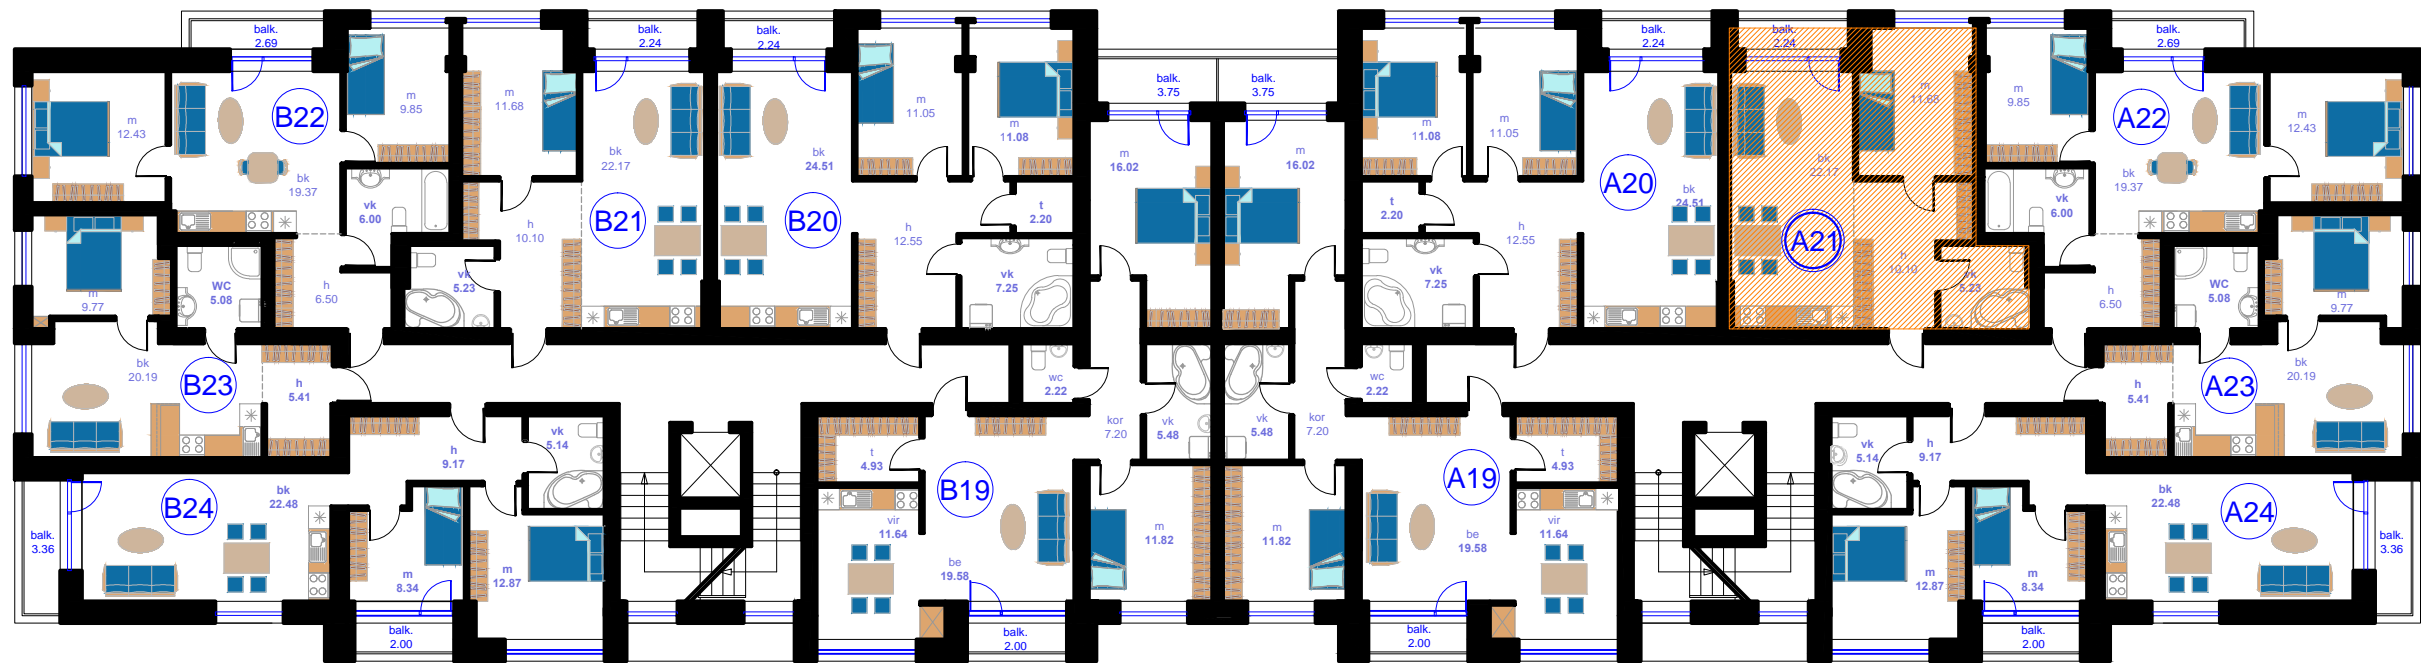 balk.
2.69
balk.
2.24
balk.
2.24
balk.
2.24
balk.
2.24
balk.
2.69
balk.
3.75
balk.
3.75
m
12.43
B22
bk
19.37
m
9.85
m
11.68
bk
22.17
bk
24.51
m
11.05
m
11.08
m
16.02
m
16.02
m
11.08
m
11.05
A20
bk
24.51
bk
22.17
m
11.68
m
9.85
A22
bk
19.37
m
12.43
vk
6.00
B21
B20
h
10.10
h
12.55
t
2.20
t
2.20
h
12.55
A21
h
10.10
vk
6.00
m
9.77
WC
5.08
h
6.50
vk
5.23
vk
7.25
vk
7.25
vk
5.23
h
6.50
WC
5.08
m
9.77
bk
20.19
B23
h
5.41
wc
2.22
wc
2.22
h
5.41
A23
bk
20.19
h
9.17
vk
5.14
t
4.93
kor
7.20
vk
5.48
vk
5.48
kor
7.20
t
4.93
vk
5.14
h
9.17
B24
bk
22.48
B19
A19
bk
22.48
A24
balk.
3.36
m
8.34
m
12.87
vir
11.64
be
19.58
m
11.82
m
11.82
be
19.58
vir
11.64
m
12.87
m
8.34
balk.
3.36
balk.
2.00
balk.
2.00
balk.
2.00
balk.
2.00